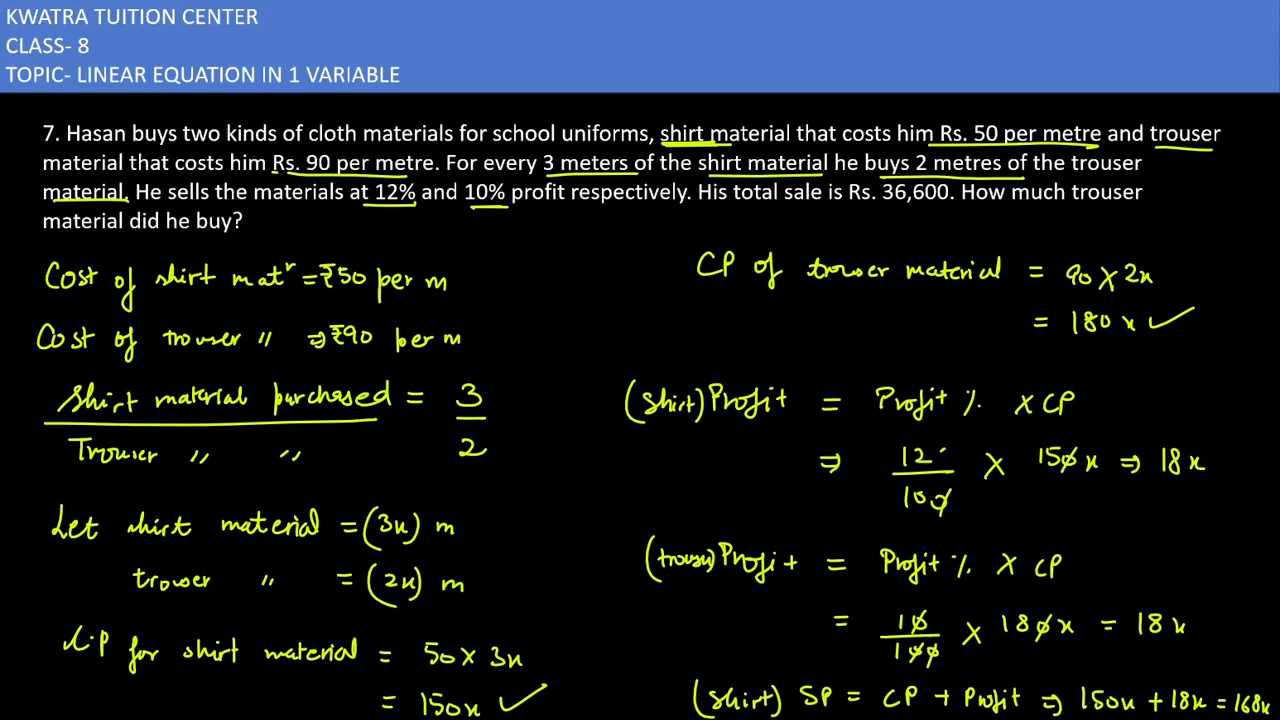 KWATRA TUITION CENTER
CLASS- 8
TOPIC- LINEAR EQUATION IN 1 VARIABLE
7. Hasan buys two kinds of cloth materials for school uniforms, shirt material that costs him Rs. 50 per metre and trouser
material that costs him Rs. 90 per metre. For every 3 meters of the shirt material he buys 2 metres of the trouser
material. He sells the materials at 12% and 10% profit respectively. His total sale is Rs. 36,600. How much trouser
material did he buy?
Cost of shirt matʳ = ₹50 per m
Cost of trouser " ⇒ ₹90 per m
Shirt material purchased = 3
Trouser " " 2
Let shirt material = (3x) m
trouser " = (2x) m
C.P for shirt material = 50 × 3x
= 150x ✓
CP of trouser material = 90 × 2x
= 180x ✓
(shirt) Profit = Profit % × CP
⇒ 12/100 × 150x ⇒ 18x
(trouser) Profit = Profit % × CP
= 10/100 × 180x = 18x
(shirt) SP = CP + Profit ⇒ 150x + 18x = 168x